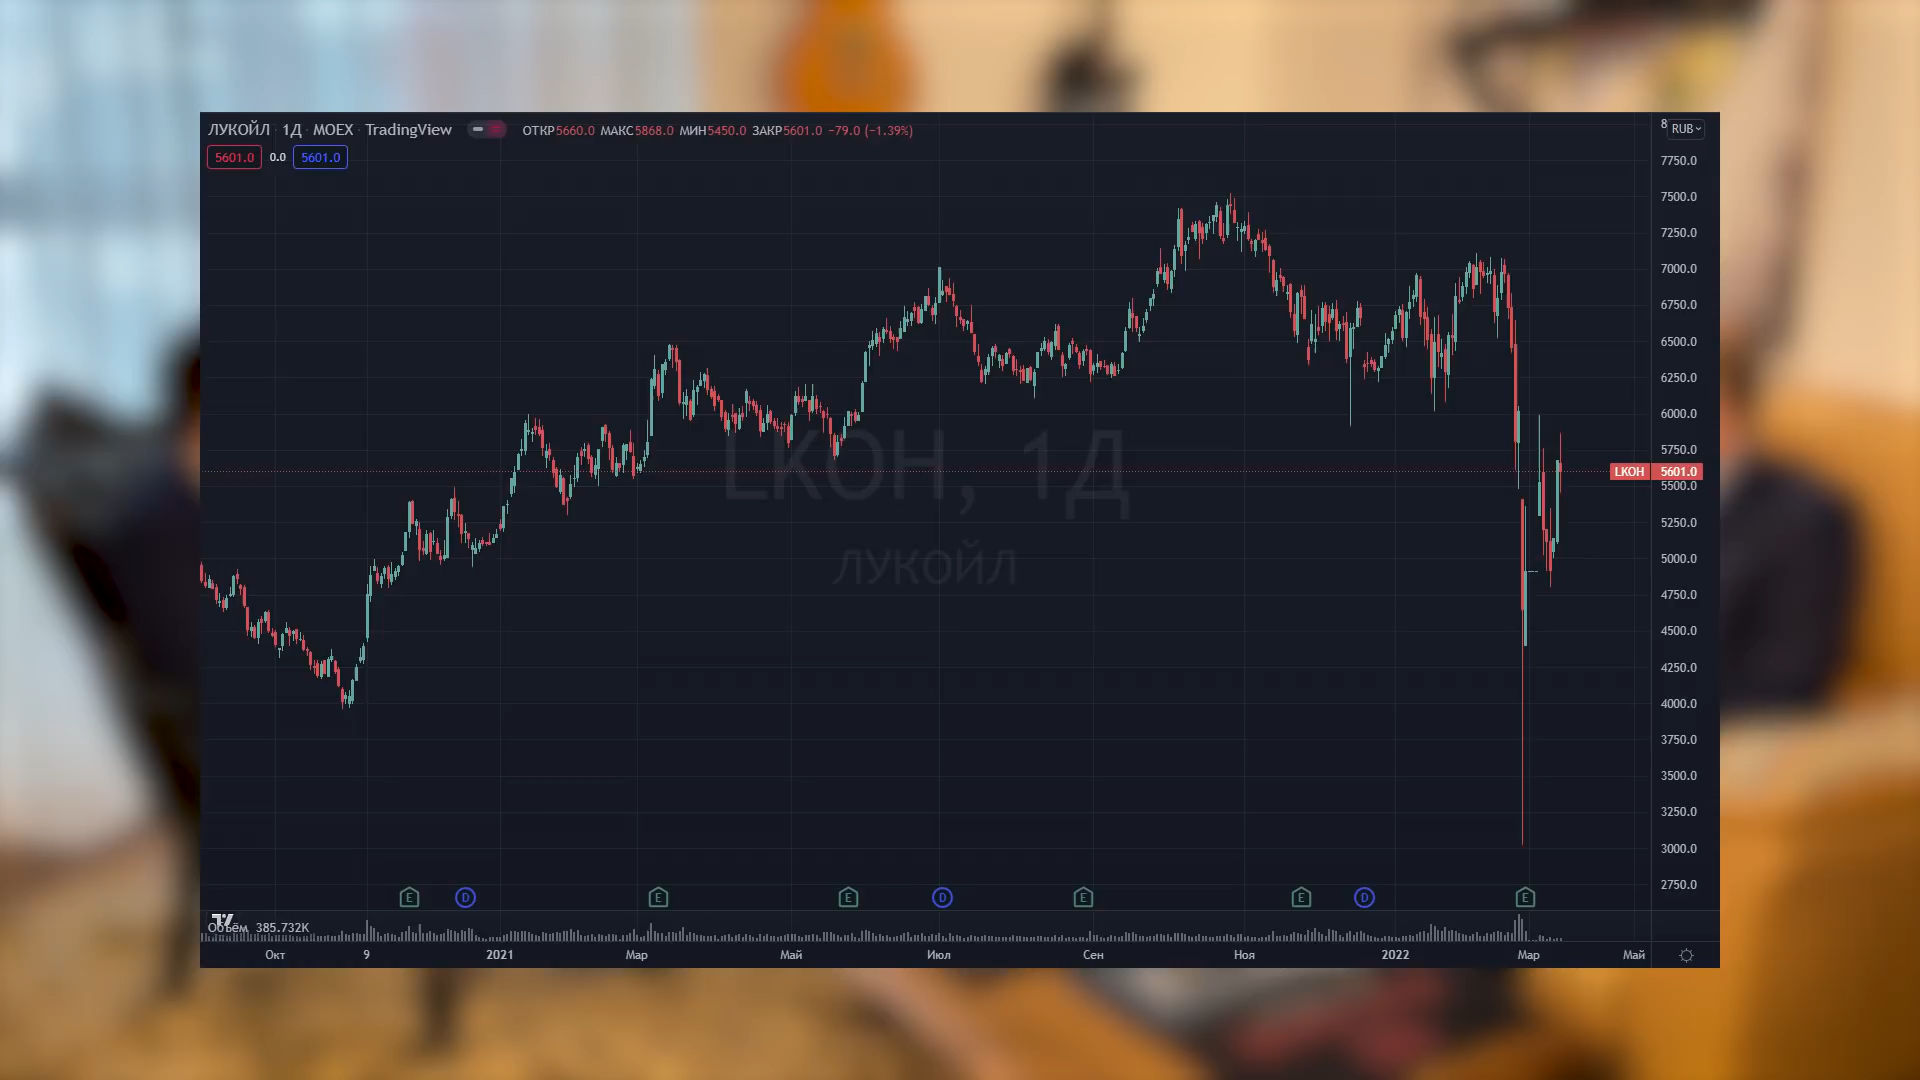 ЛУКОЙЛ · 1Д · MOEX · TradingView ОТКР5660.0 МАКС5868.0 МИН5450.0 ЗАКР5601.0 −79.0 (−1.39%)
RUB
5601.0 0.0 5601.0
7750.0
7500.0
7250.0
7000.0
6750.0
6500.0
6250.0
6000.0
5750.0
LKOH 5601.0
5500.0
5250.0
5000.0
4750.0
4500.0
4250.0
4000.0
3750.0
3500.0
3250.0
3000.0
2750.0
LKOH, 1Д
ЛУКОЙЛ
E D E E D E E D E
Объём 385.732K
Окт 9 2021 Мар Май Июл Сен Ноя 2022 Мар Май